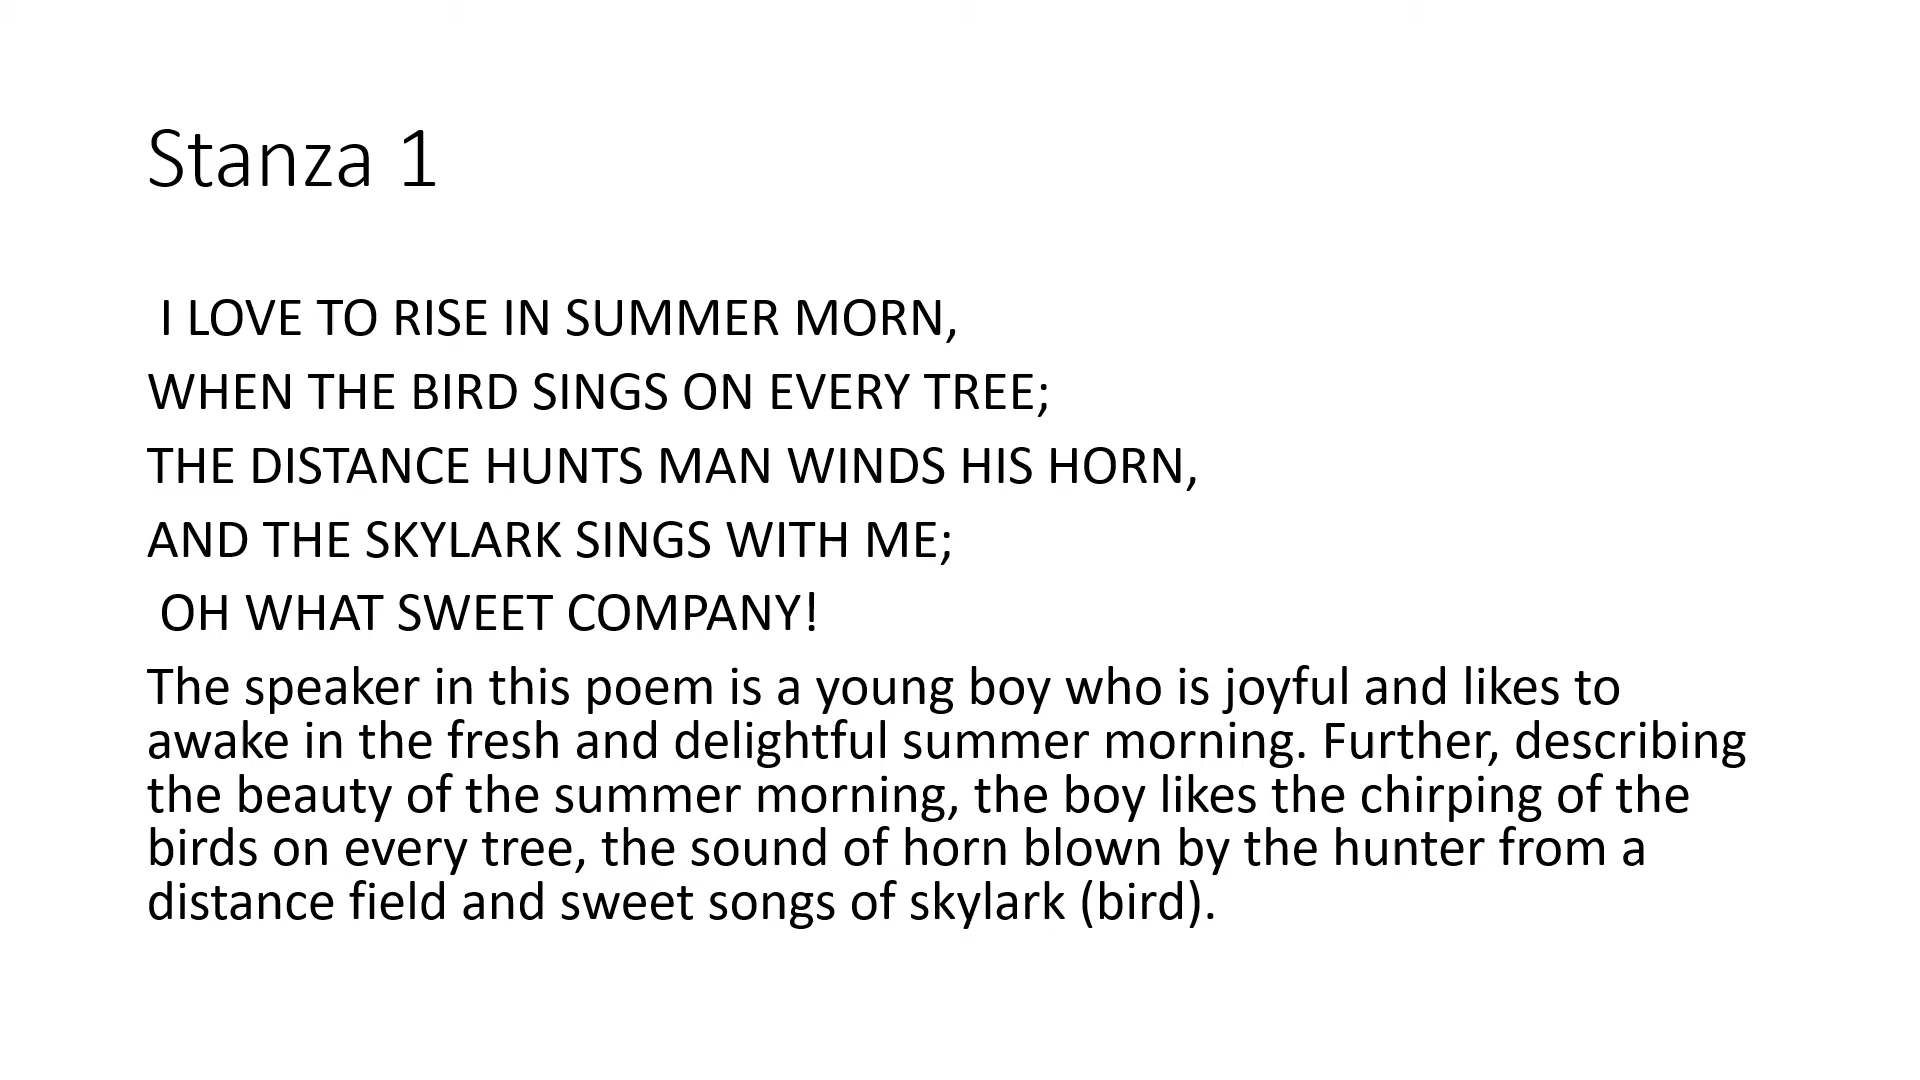 Stanza 1
I LOVE TO RISE IN SUMMER MORN,
WHEN THE BIRD SINGS ON EVERY TREE;
THE DISTANCE HUNTS MAN WINDS HIS HORN,
AND THE SKYLARK SINGS WITH ME;
OH WHAT SWEET COMPANY!
The speaker in this poem is a young boy who is joyful and likes to
awake in the fresh and delightful summer morning. Further, describing
the beauty of the summer morning, the boy likes the chirping of the
birds on every tree, the sound of horn blown by the hunter from a
distance field and sweet songs of skylark (bird).